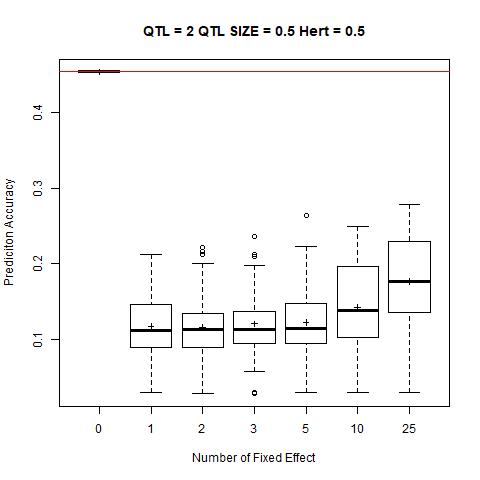 QTL = 2 QTL SIZE = 0.5 Hert = 0.5
0.4
0.3
0.2
0.1
Prediciton Accuracy
0 1 2 3 5 10 25
Number of Fixed Effect